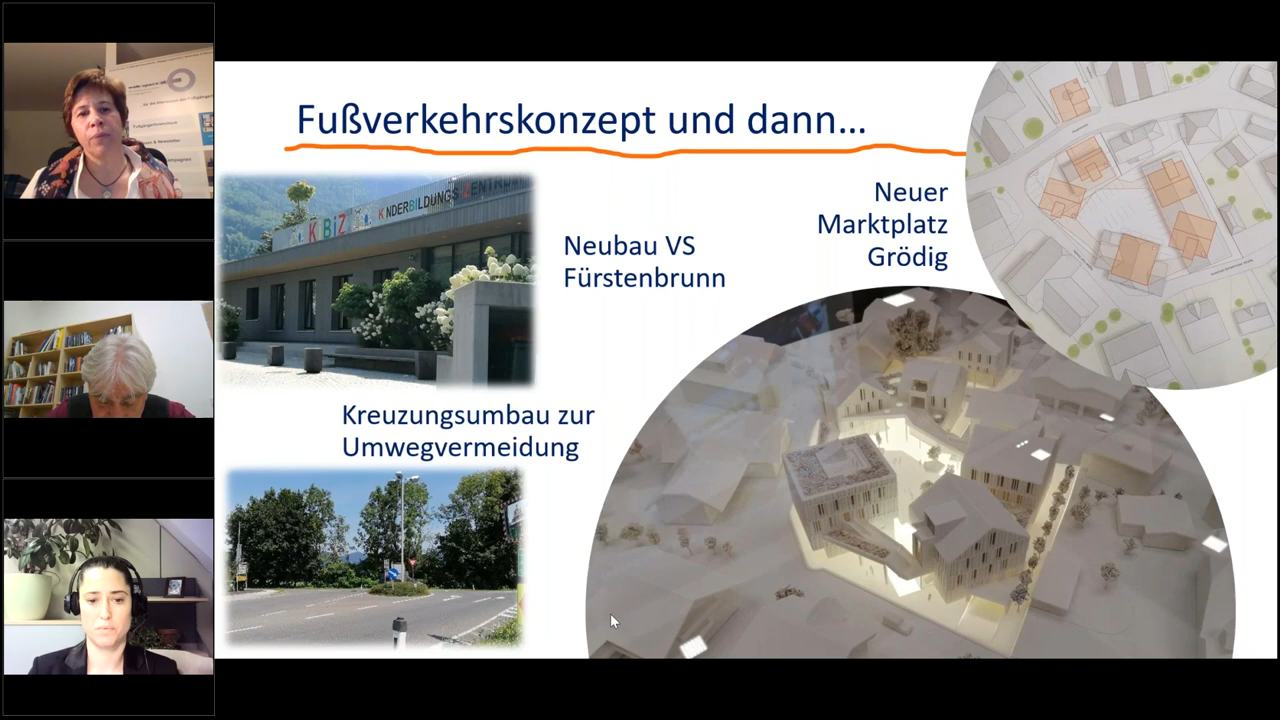 Fußverkehrskonzept und dann...
Neuer
Marktplatz
Grödig
KiBiZ KINDERBILDUNGSZENTRUM
Neubau VS
Fürstenbrunn
Kreuzungsumbau zur
Umwegvermeidung